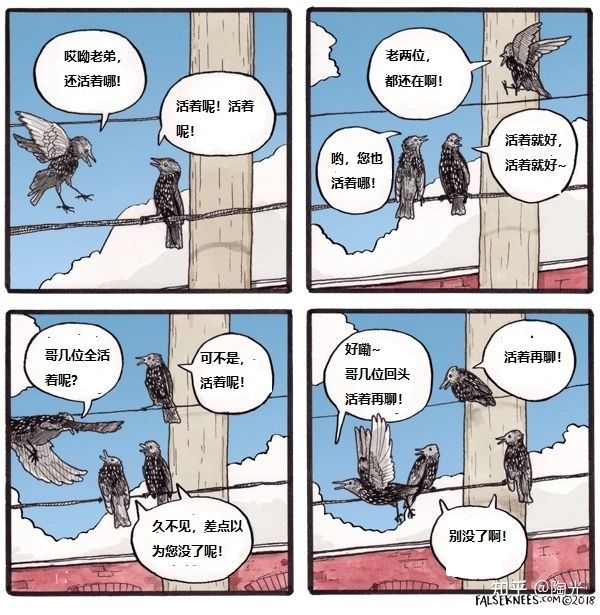 哎呦老弟，
还活着哪！
活着呢！活着
呢！
老两位，
都还在啊！
哟，您也
活着哪！
活着就好，
活着就好~
哥几位全活
着呢？
可不是，
活着呢！
久不见，差点以
为您没了呢！
好嘞~
哥几位回头
活着再聊！
活着再聊！
别没了啊！
知乎 @陶光
FALSEKNEES.COM©2018